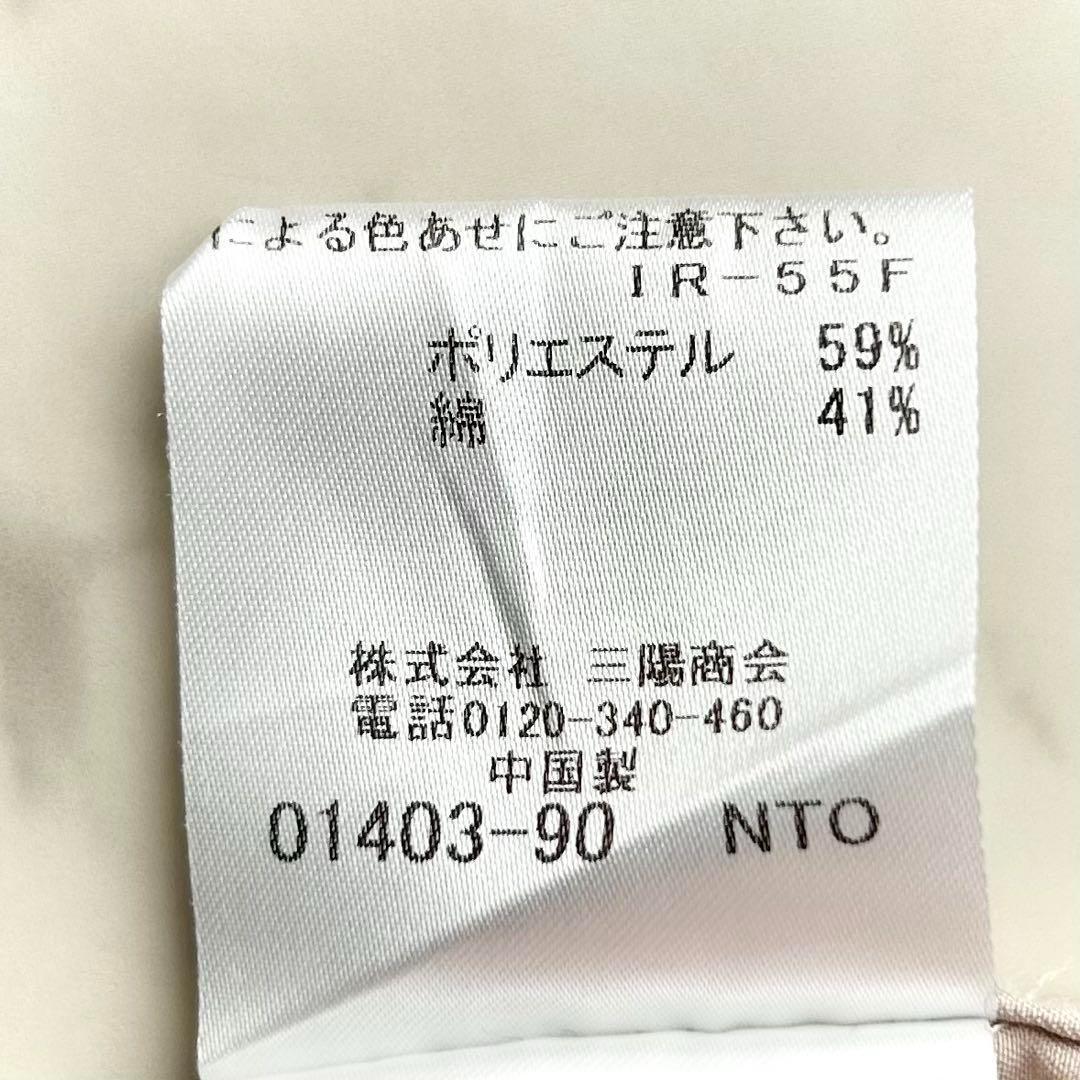 による色あせにご注意下さい。
IR-55F
ポリエステル 59%
綿 41%
株式会社 三陽商会
電話0120-340-460
中国製
01403-90 NTO